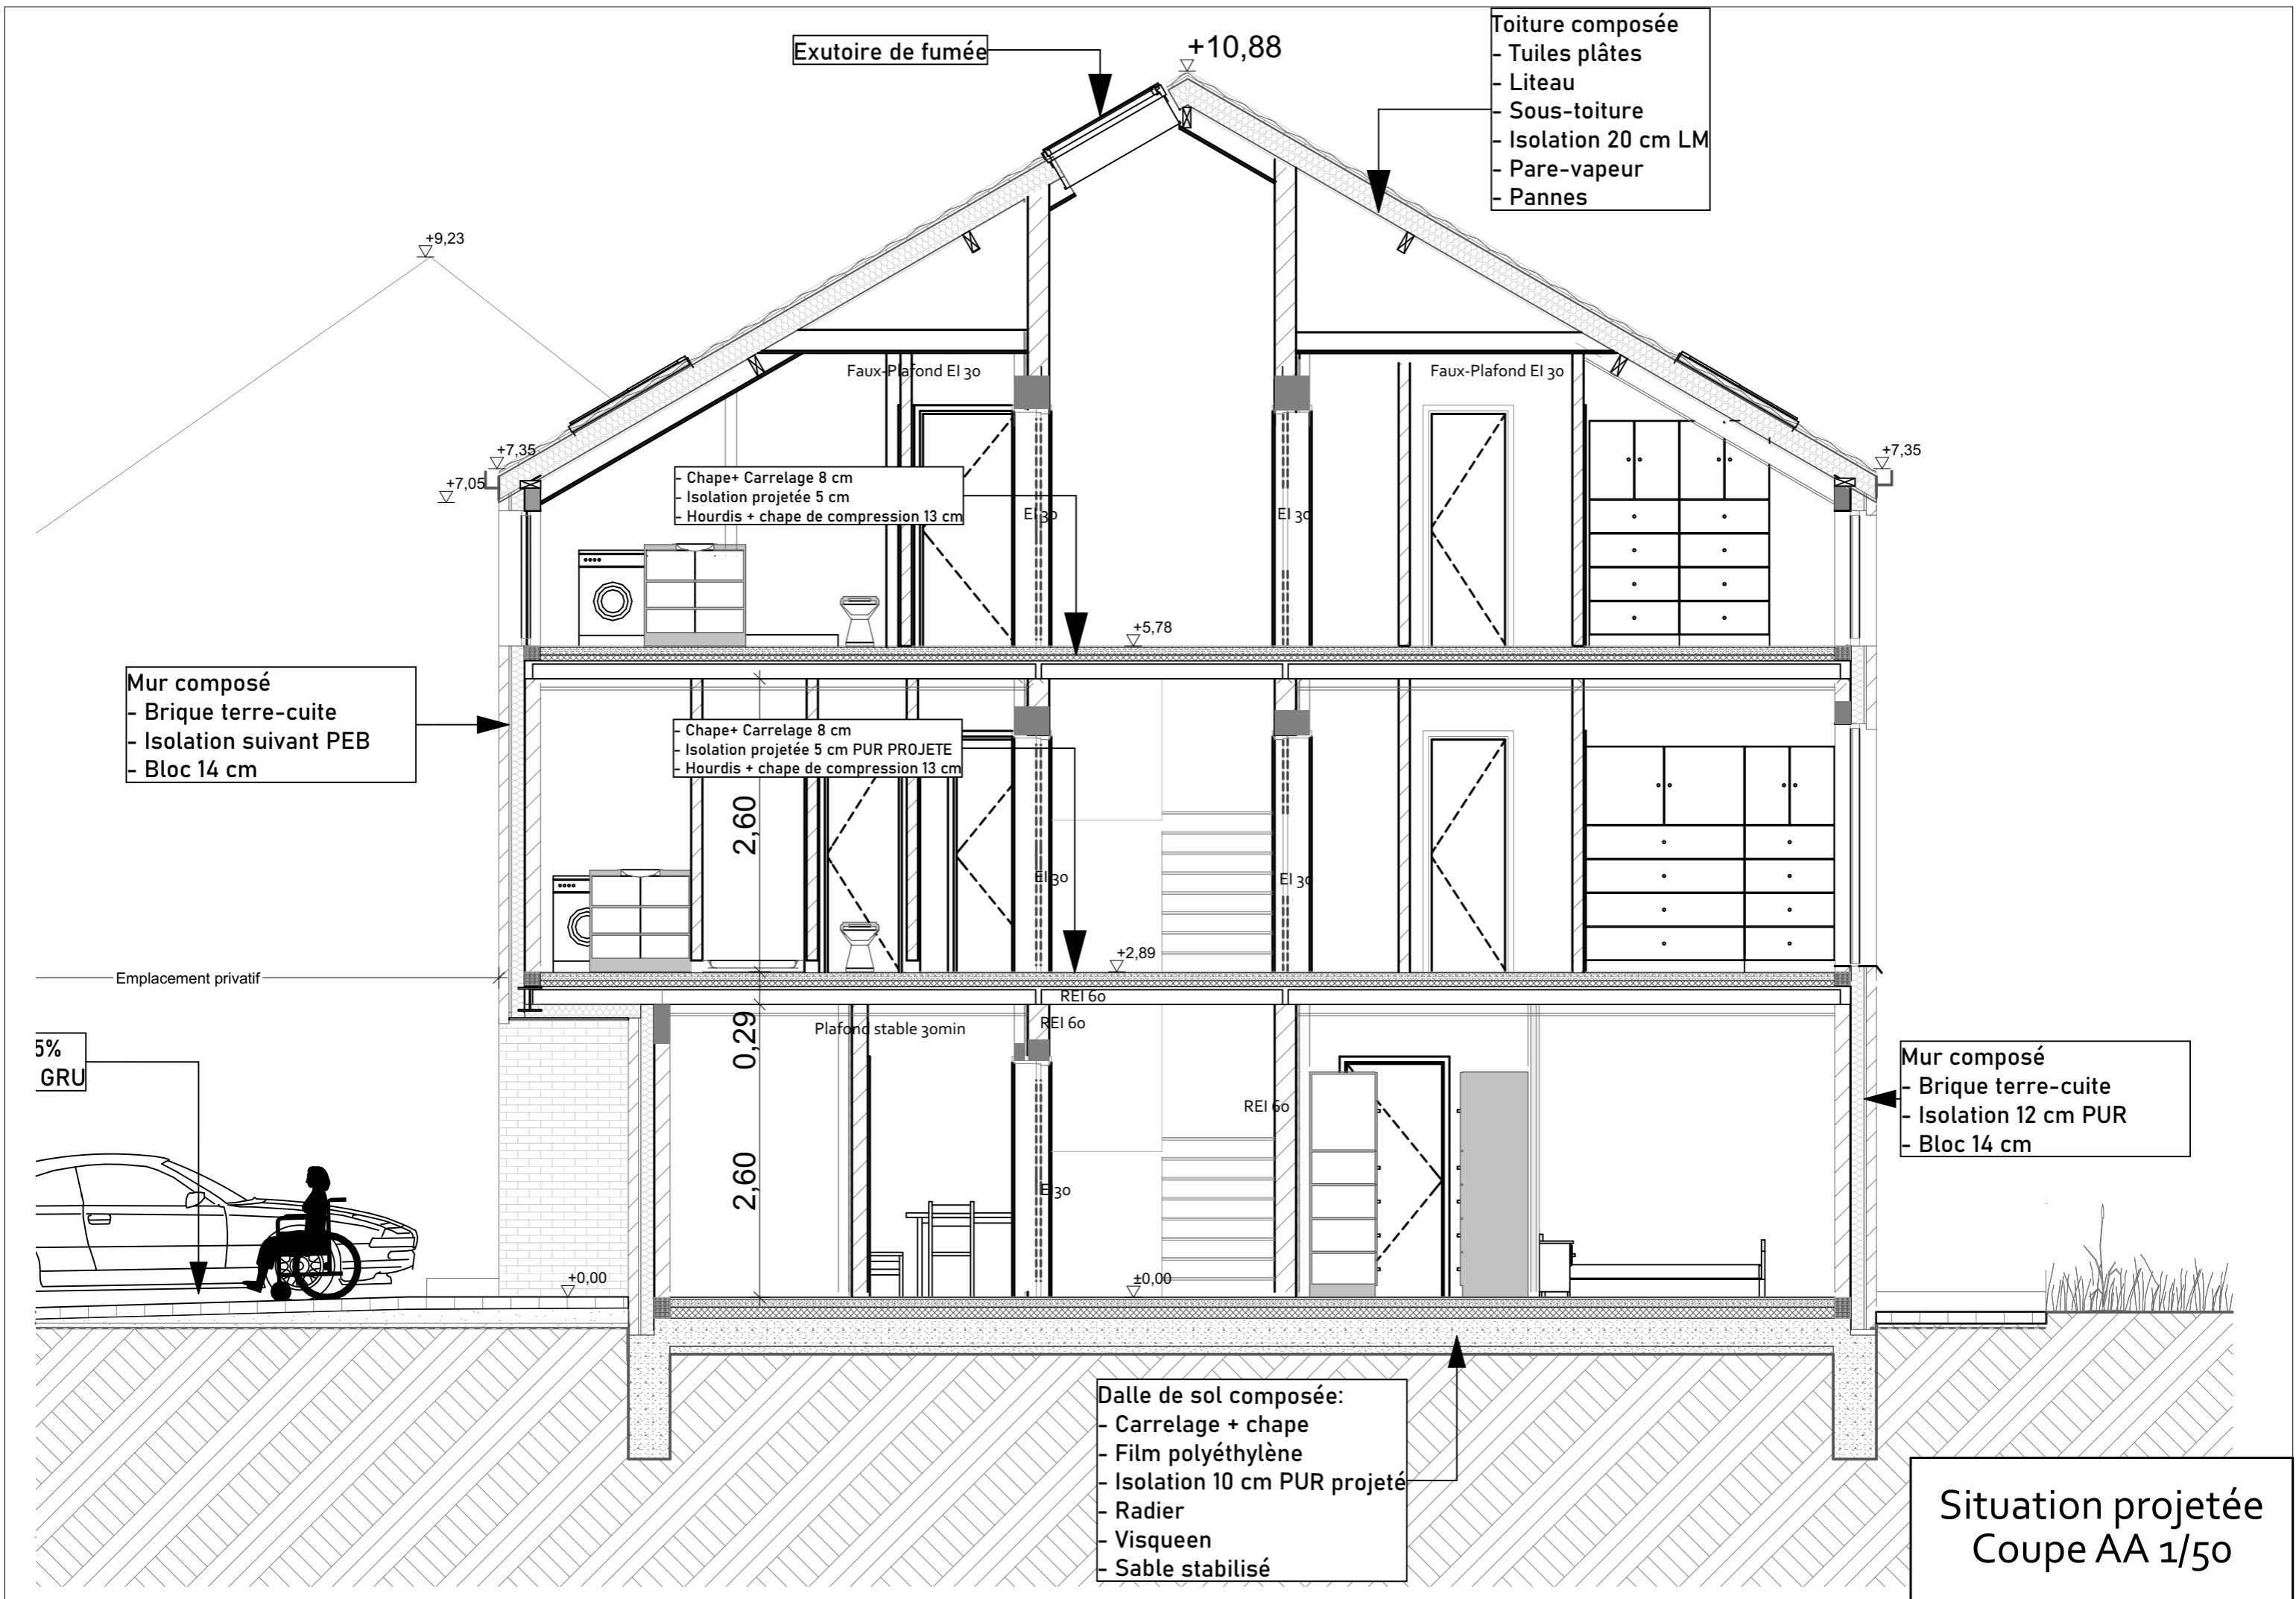 Exutoire de fumée
+10,88
Toiture composée
- Tuiles plâtes
- Liteau
- Sous-toiture
- Isolation 20 cm LM
- Pare-vapeur
- Pannes
+9,23
Faux-Plafond EI 30
Faux-Plafond EI 30
+7,35
+7,35
+7,05
- Chape+ Carrelage 8 cm
- Isolation projetée 5 cm
- Hourdis + chape de compression 13 cm
EI 30
EI 30
+5,78
Mur composé
- Brique terre-cuite
- Isolation suivant PEB
- Bloc 14 cm
- Chape+ Carrelage 8 cm
- Isolation projetée 5 cm PUR PROJETE
- Hourdis + chape de compression 13 cm
2,60
EI 30
EI 30
+2,89
Emplacement privatif
REI 60
REI 60
Plafond stable 30min
0,29
5%
GRU
Mur composé
- Brique terre-cuite
- Isolation 12 cm PUR
- Bloc 14 cm
REI 60
2,60
EI 30
+0,00
±0,00
Dalle de sol composée:
- Carrelage + chape
- Film polyéthylène
- Isolation 10 cm PUR projeté
- Radier
- Visqueen
- Sable stabilisé
Situation projetée
Coupe AA 1/50